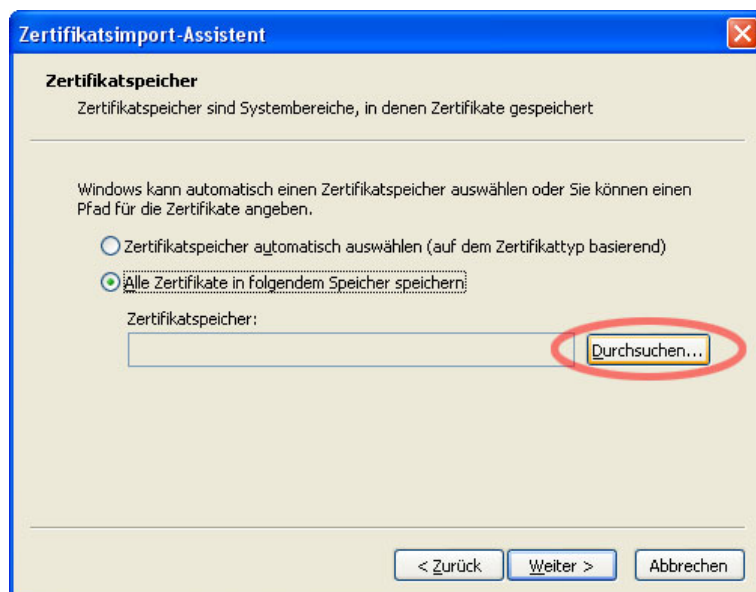 Zertifikatsimport-Assistent
Zertifikatspeicher
Zertifikatspeicher sind Systembereiche, in denen Zertifikate gespeichert
Windows kann automatisch einen Zertifikatspeicher auswählen oder Sie können einen
Pfad für die Zertifikate angeben.
Zertifikatspeicher automatisch auswählen (auf dem Zertifikattyp basierend)
Alle Zertifikate in folgendem Speicher speichern
Zertifikatspeicher:
Durchsuchen...
< Zurück Weiter > Abbrechen